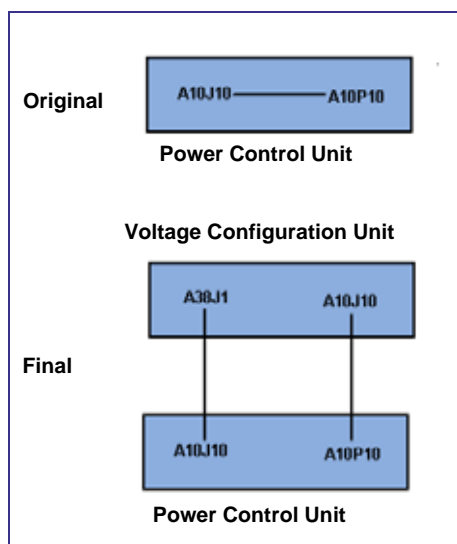 Original
A10J10 A10P10
Power Control Unit
Voltage Configuration Unit
A38J1 A10J10
Final
A10J10 A10P10
Power Control Unit